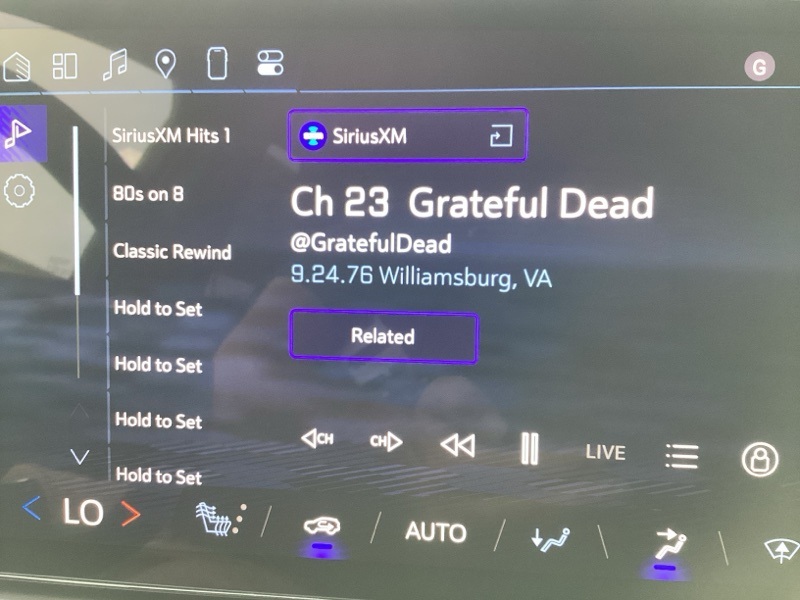 G
SiriusXM Hits 1
80s on 8
Classic Rewind
Hold to Set
Hold to Set
Hold to Set
Hold to Set
SiriusXM
Ch 23 Grateful Dead
@GratefulDead
9.24.76 Williamsburg, VA
Related
CH
CH
LIVE
LO
AUTO